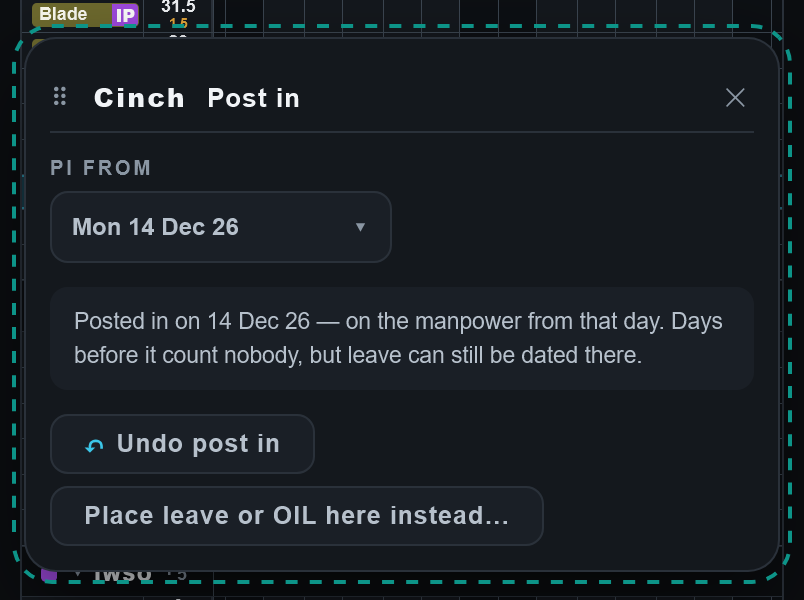 Blade IP 31.5
1.5
Cinch Post in
PI FROM
Mon 14 Dec 26
Posted in on 14 Dec 26 — on the manpower from that day. Days
before it count nobody, but leave can still be dated there.
Undo post in
Place leave or OIL here instead...